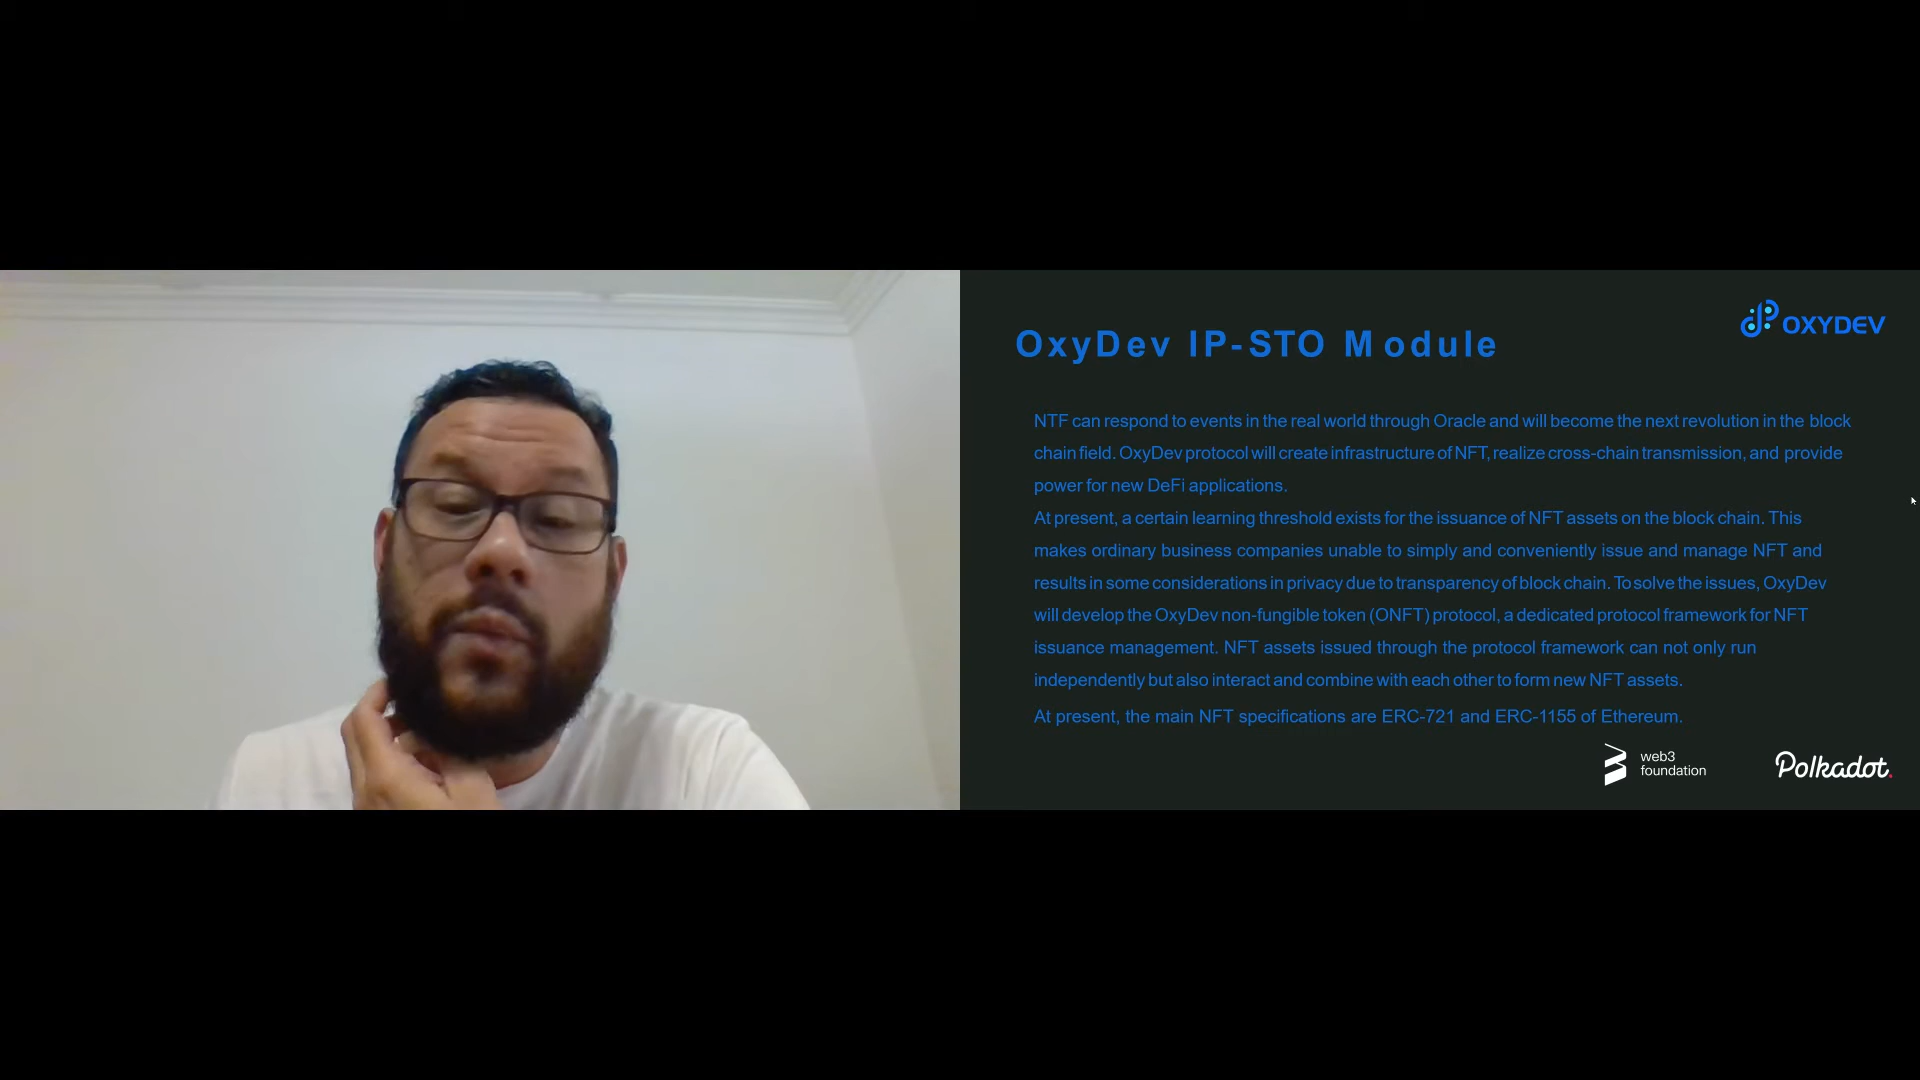 OXYDEV
OxyDev IP-STO Module
NTF can respond to events in the real world through Oracle and will become the next revolution in the block
chain field. OxyDev protocol will create infrastructure of NFT, realize cross-chain transmission, and provide
power for new DeFi applications.
At present, a certain learning threshold exists for the issuance of NFT assets on the block chain. This
makes ordinary business companies unable to simply and conveniently issue and manage NFT and
results in some considerations in privacy due to transparency of block chain. To solve the issues, OxyDev
will develop the OxyDev non-fungible token (ONFT) protocol, a dedicated protocol framework for NFT
issuance management. NFT assets issued through the protocol framework can not only run
independently but also interact and combine with each other to form new NFT assets.
At present, the main NFT specifications are ERC-721 and ERC-1155 of Ethereum.
web3
foundation
Polkadot.